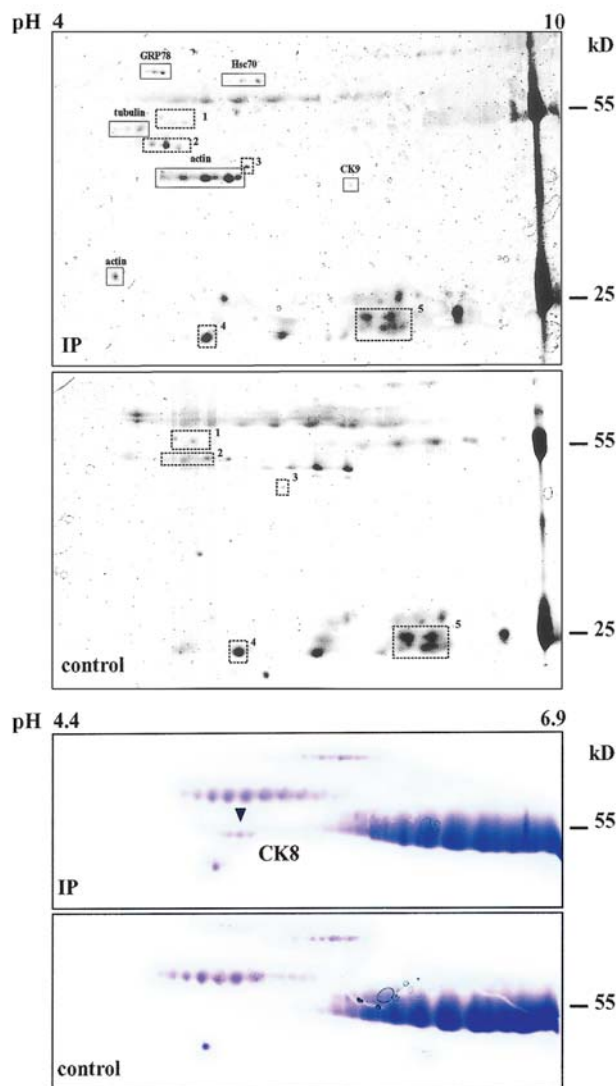 pH 4 10
kD
GRP78 Hsc70
55
1
tubulin
2
3
actin
CK9
actin
25
5
4
IP
1
55
2
3
4
5
25
control
pH 4.4 6.9
kD
55
CK8
IP
55
control